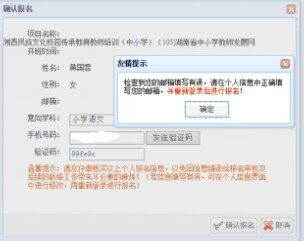 确认报名
项目名称:
湘西民族文化校园传承教育教师培训(中小学)(105)湖南省中小学教师发展网
开班时间:
姓名: 黄国容
性别: 女
邮箱:
意向学科: 小学语文
手机号码:
发送验证码
验证码: 99fe9c
温馨提示:请您仔细核实以上个人报名信息,以免因信息错误给报名审核及
后续的联络工作带来不必要的麻烦!(若信息填写有误,可在个人信息界面
中进行修改,再重新登录进行报名)
确认报名
取消
友情提示
检查到您的邮箱填写有误,请在个人信息中正确填
写您的邮箱,并重新登录后进行报名!
确定